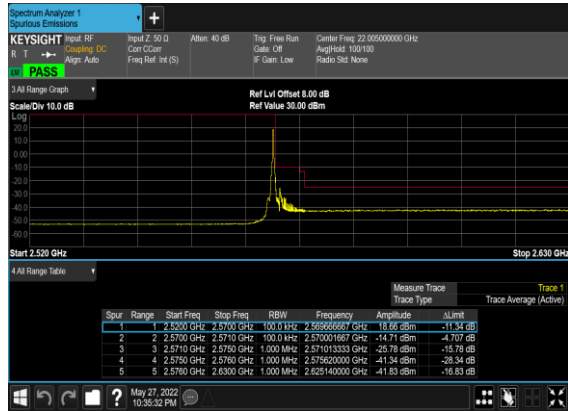 Spectrum Analyzer 1
Spurious Emissions
KEYSIGHT Input: RF Input Z: 50 Ω Atten: 40 dB Trig: Free Run Center Freq: 22.005000000 GHz
R T Coupling: DC Corr CCorr Gate: Off Avg|Hold: 100/100
Align: Auto Freq Ref: Int (S) IF Gain: Low Radio Std: None
LW PASS
3 All Range Graph Ref Lvl Offset 8.00 dB
Scale/Div 10.0 dB Ref Value 30.00 dBm
Log
20.0
10.0
0.00
-10.0
-20.0
-30.0
-40.0
-50.0
-60.0
Start 2.520 GHz Stop 2.630 GHz
4 All Range Table
Measure Trace Trace 1
Trace Type Trace Average (Active)
Spur Range Start Freq Stop Freq RBW Frequency Amplitude ΔLimit
1 1 2.5200 GHz 2.5700 GHz 100.0 kHz 2.569666667 GHz 18.66 dBm -11.34 dB
2 2 2.5700 GHz 2.5710 GHz 100.0 kHz 2.570001667 GHz -14.71 dBm -4.707 dB
3 3 2.5710 GHz 2.5750 GHz 1.000 MHz 2.571013333 GHz -25.78 dBm -15.78 dB
4 4 2.5750 GHz 2.5760 GHz 1.000 MHz 2.575620000 GHz -41.34 dBm -28.34 dB
5 5 2.5760 GHz 2.6300 GHz 1.000 MHz 2.625140000 GHz -41.83 dBm -16.83 dB
May 27, 2022
10:35:32 PM